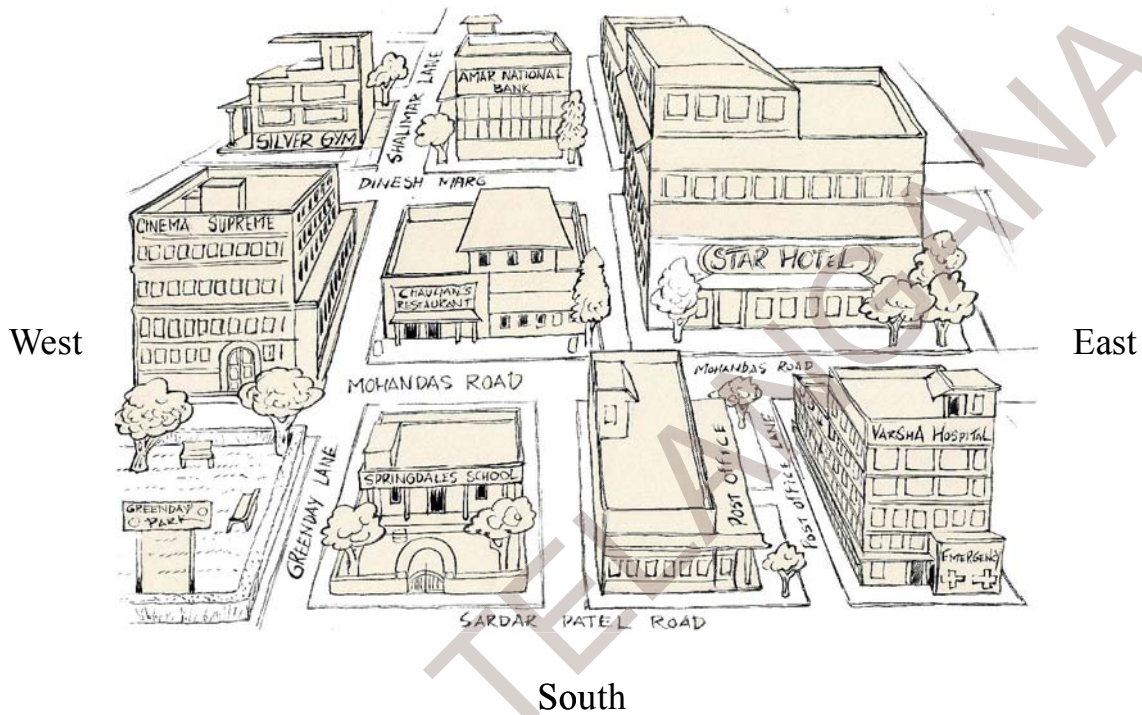 SHALIMAR LANE
AMAR NATIONAL
BANK
SILVER GYM
DINESH MARG
CINEMA SUPREME
STAR HOTEL
CHAUHAN'S
RESTAURANT
West
East
MOHANDAS ROAD
MOHANDAS ROAD
VARSHA HOSPITAL
SPRINGDALES SCHOOL
GREENDAY LANE
POST OFFICE
POST OFFICE LANE
GREENDAY
PARK
EMERGENCY
SARDAR PATEL ROAD
South
TELANGANA